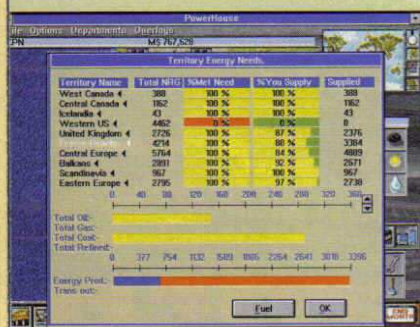 PowerHouse
ile Options Departments Overlays
PN M$ 767,528
Territory Energy Needs.
Territory Name Total NRG %Met Need %You Supply Supplied
West Canada 388 100 % 100 % 388
Central Canada 1162 100 % 100 % 1162
Icelandia 43 100 % 100 % 43
Western US 4462 0 % 0 % 0
United Kingdom 2726 100 % 87 % 2376
4214 100 % 80 % 3384
Central Europe 5764 100 % 84 % 4889
Balkans 2891 100 % 92 % 2671
Scandinavia 967 100 % 100 % 967
Eastern Europe 2795 100 % 97 % 2730
0 40 80 120 160 200 240 280 320 360
Total Oil:-
Total Gas:-
Total Coal:-
Total Refined:-
0 377 754 1132 1509 1886 2264 2641 3018 3396
Energy Prod:-
Trans out:-
Fuel OK
END MONTH